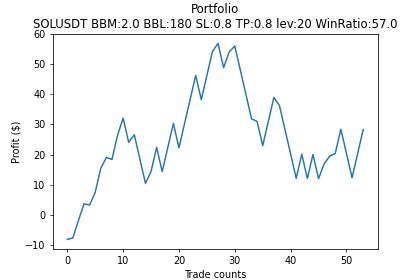 Portfolio
SOLUSDT BBM:2.0 BBL:180 SL:0.8 TP:0.8 lev:20 WinRatio:57.0
60
50
40
30
20
10
0
−10
Profit ($)
0 10 20 30 40 50
Trade counts